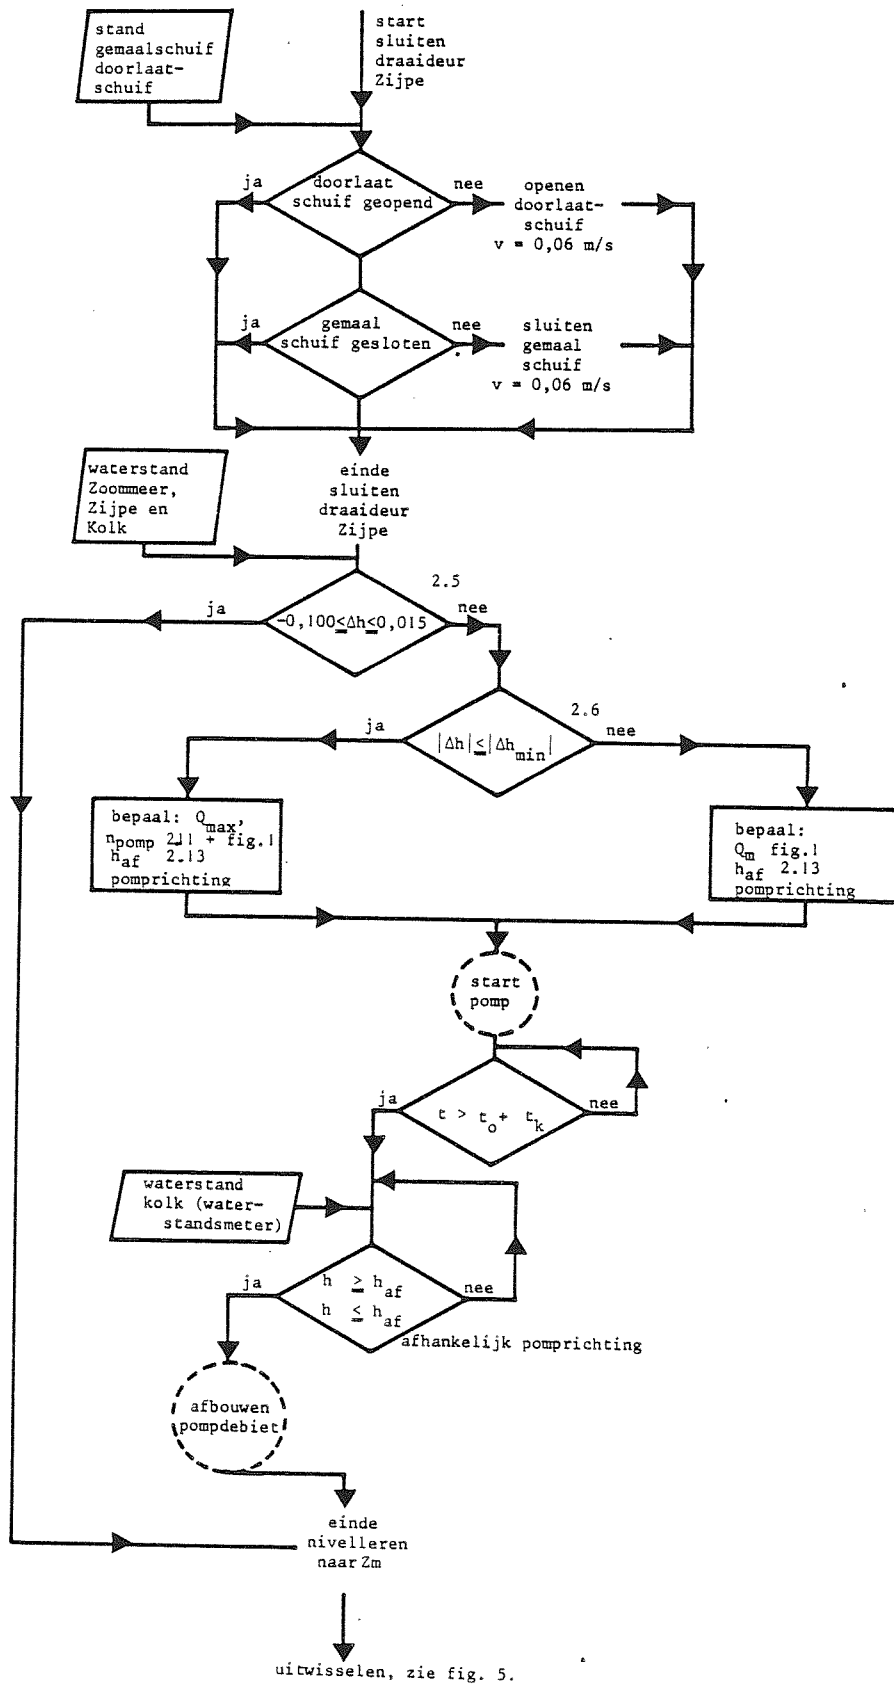 stand
gemaalschuif
doorlaat-
schuif
start
sluiten
draaideur
Zijpe
ja
doorlaat
schuif geopend
nee
openen
doorlaat-
schuif
v = 0,06 m/s
ja
gemaal
schuif gesloten
nee
sluiten
gemaal
schuif
v = 0,06 m/s
waterstand
Zoommeer,
Zijpe en
Kolk
einde
sluiten
draaideur
Zijpe
2.5
ja
-0,100≤Δh≤0,015
nee
2.6
ja
|Δh|≤|Δh_min|
nee
bepaal: Q_max,
n_pomp 2.11 + fig.1
h_af 2.13
pomprichting
bepaal:
Q_m fig.1
h_af 2.13
pomprichting
start
pomp
ja
t > t_o + t_k
nee
waterstand
kolk (water-
standsmeter)
ja
h ≥ h_af
h ≤ h_af
nee
afhankelijk pomprichting
afbouwen
pompdebiet
einde
nivelleren
naar Zm
uitwisselen, zie fig. 5.